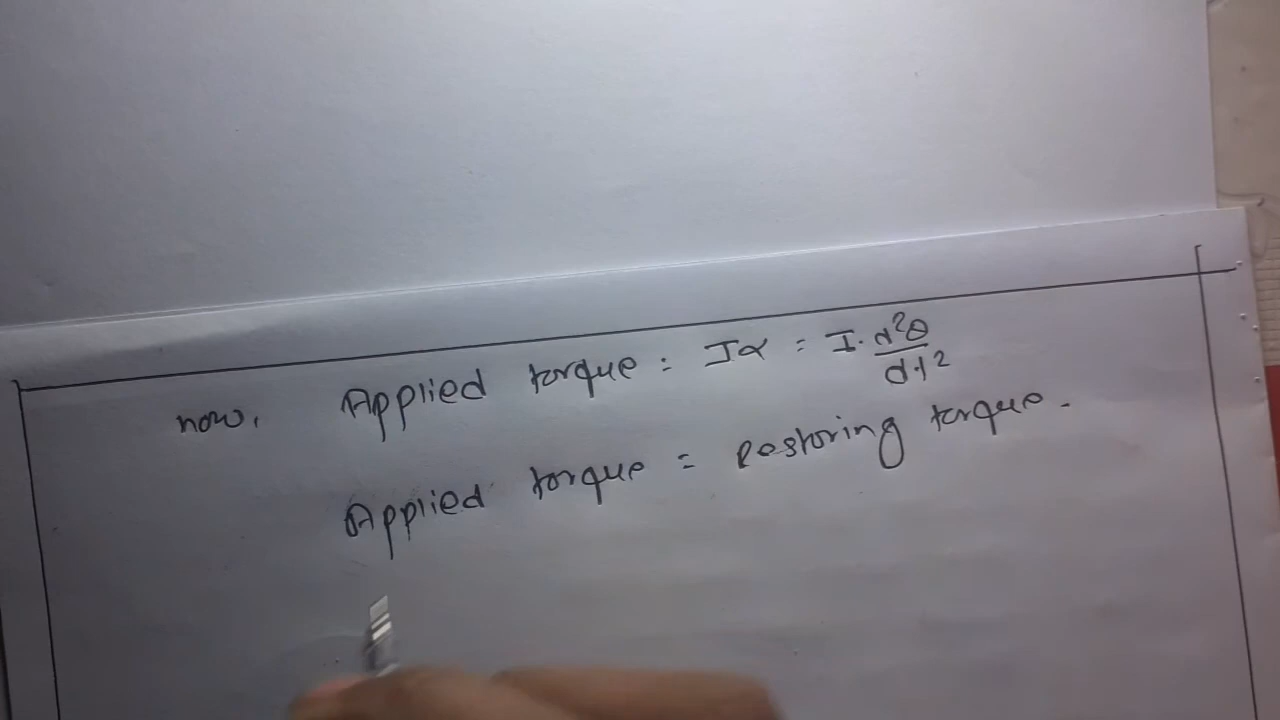 now, Applied torque = Iα = I. d²θ/dt²
Applied torque = Restoring torque.